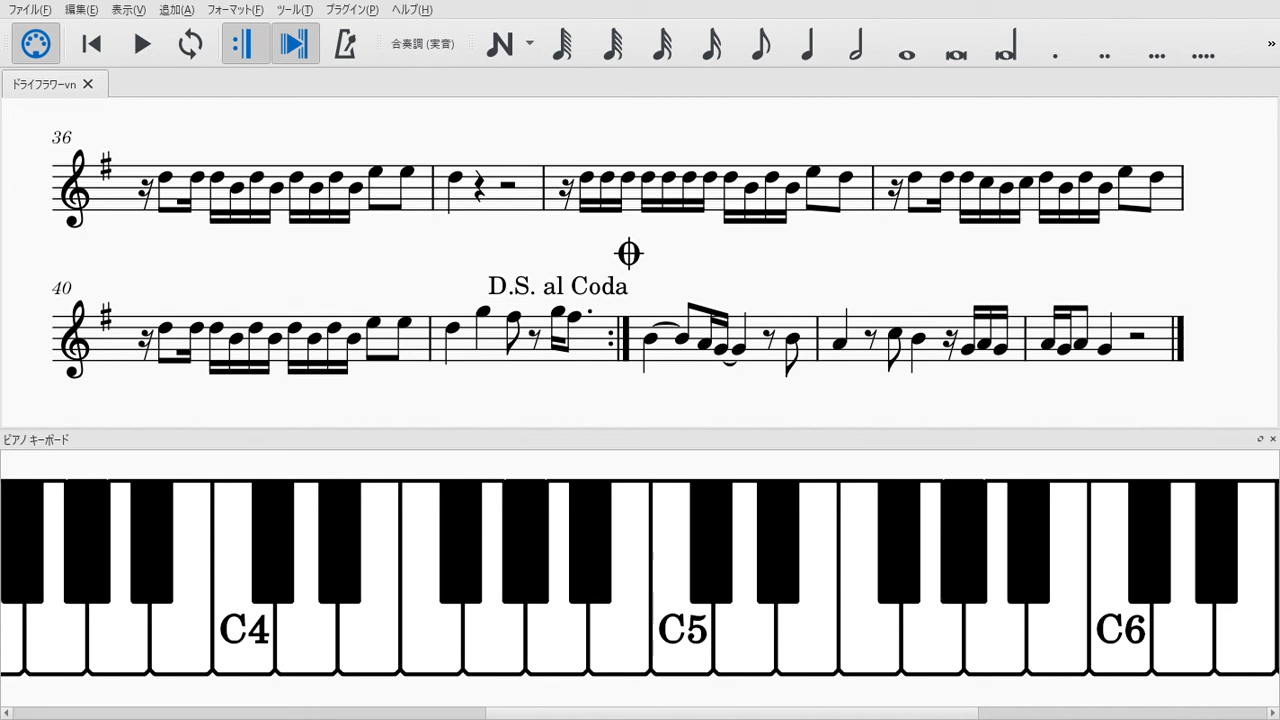 ファイル(F) 編集(E) 表示(V) 追加(A) フォーマット(F) ツール(T) プラグイン(P) ヘルプ(H)
合奏調 (実音)
»
ドライフラワーvn
36
40
D.S. al Coda
ピアノ キーボード
C4 C5 C6